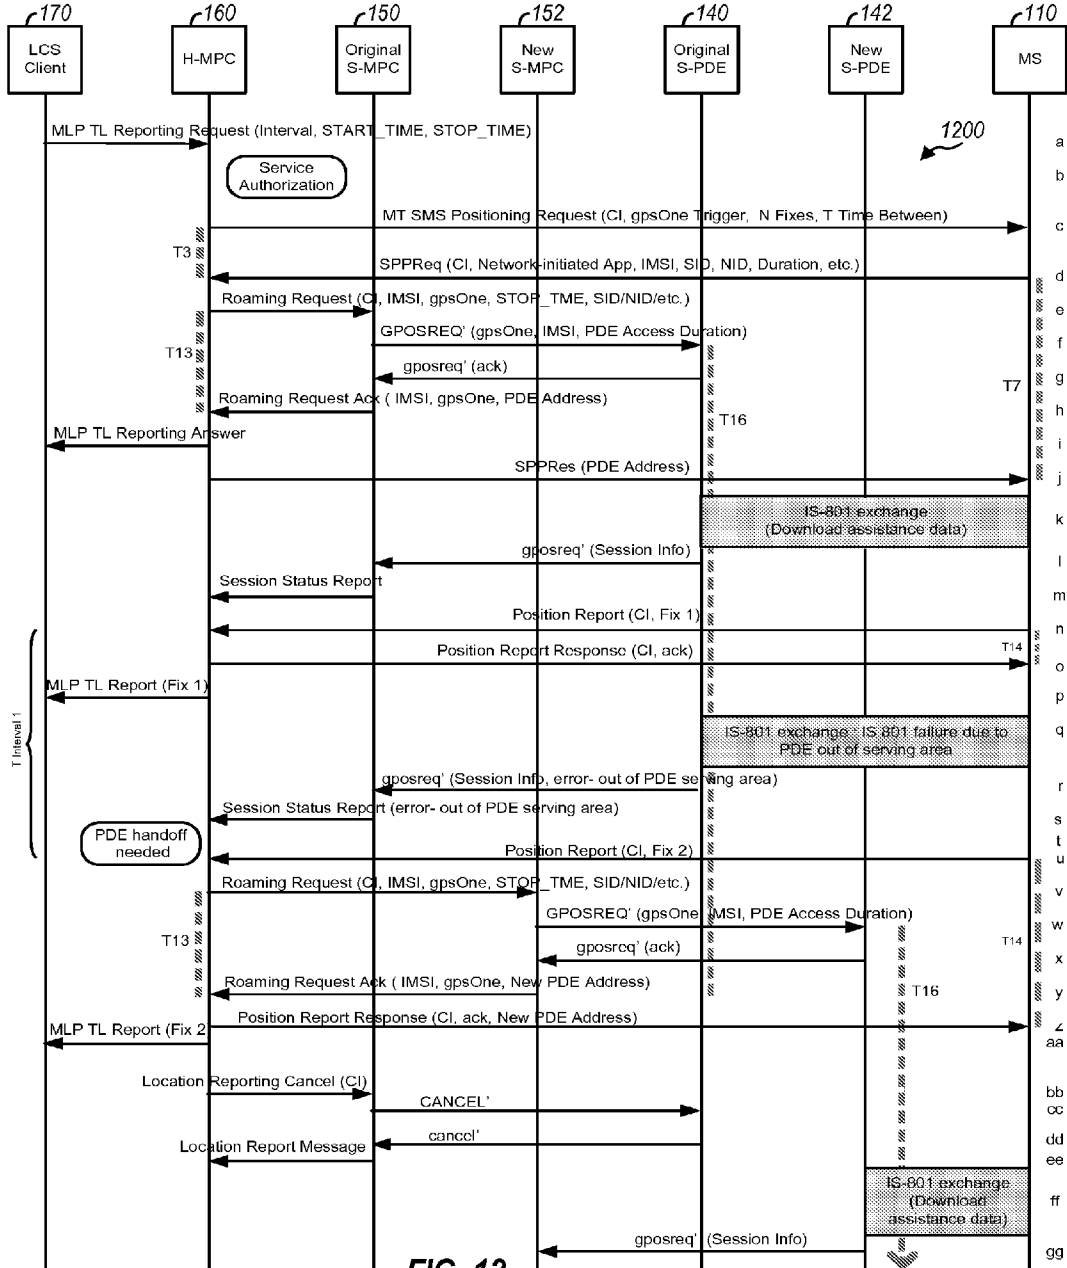 170 160 150 152 140 142 110
LCS Client
H-MPC
Original S-MPC
New S-MPC
Original S-PDE
New S-PDE
MS
MLP TL Reporting Request (Interval, START_TIME, STOP_TIME)
1200
a
Service
Authorization
b
MT SMS Positioning Request (CI, gpsOne Trigger, N Fixes, T Time Between)
c
T3
SPPReq (CI, Network-initiated App, IMSI, SID, NID, Duration, etc.)
d
Roaming Request (CI, IMSI, gpsOne, STOP_TME, SID/NID/etc.)
e
GPOSREQ' (gpsOne, IMSI, PDE Access Duration)
f
T13
gposreq' (ack)
g
T7
Roaming Request Ack ( IMSI, gpsOne, PDE Address)
h
T16
MLP TL Reporting Answer
i
SPPRes (PDE Address)
j
IS-801 exchange
(Download assistance data)
k
gposreq' (Session Info)
l
Session Status Report
m
Position Report (CI, Fix 1)
n
Position Report Response (CI, ack)
T14
o
MLP TL Report (Fix 1)
p
T Interval 1
IS-801 exchange : IS 801 failure due to
PDE out of serving area
q
gposreq' (Session Info, error- out of PDE serving area)
r
Session Status Report (error- out of PDE serving area)
s
PDE handoff
needed
t
Position Report (CI, Fix 2)
u
Roaming Request (CI, IMSI, gpsOne, STOP_TME, SID/NID/etc.)
v
GPOSREQ' (gpsOne, IMSI, PDE Access Duration)
w
T13
gposreq' (ack)
T14
x
Roaming Request Ack ( IMSI, gpsOne, New PDE Address)
T16
y
Position Report Response (CI, ack, New PDE Address)
z
MLP TL Report (Fix 2
aa
Location Reporting Cancel (CI)
bb
CANCEL'
cc
cancel'
dd
Location Report Message
ee
IS-801 exchange
(Download
assistance data)
ff
gposreq' (Session Info)
gg
FIG. 12